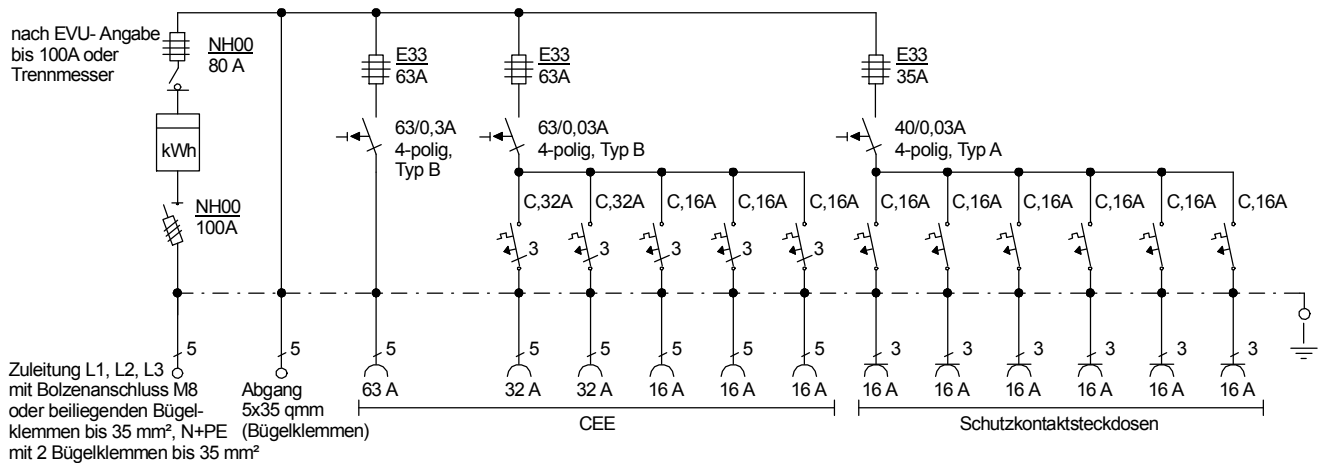 nach EVU- Angabe
bis 100A oder
Trennmesser
NH00
80 A
E33
63A
E33
63A
E33
35A
kWh
63/0,3A
4-polig,
Typ B
63/0,03A
4-polig, Typ B
40/0,03A
4-polig, Typ A
NH00
100A
C,32A C,32A C,16A C,16A C,16A C,16A C,16A C,16A C,16A C,16A C,16A
3 3 3 3 3
5 5 5 5 5 5 5 5 3 3 3 3 3 3
63 A 32 A 32 A 16 A 16 A 16 A 16 A 16 A 16 A 16 A 16 A 16 A
Zuleitung L1, L2, L3
mit Bolzenanschluss M8
oder beiliegenden Bügel-
klemmen bis 35 mm², N+PE
mit 2 Bügelklemmen bis 35 mm²
Abgang
5x35 qmm
(Bügelklemmen)
CEE
Schutzkontaktsteckdosen